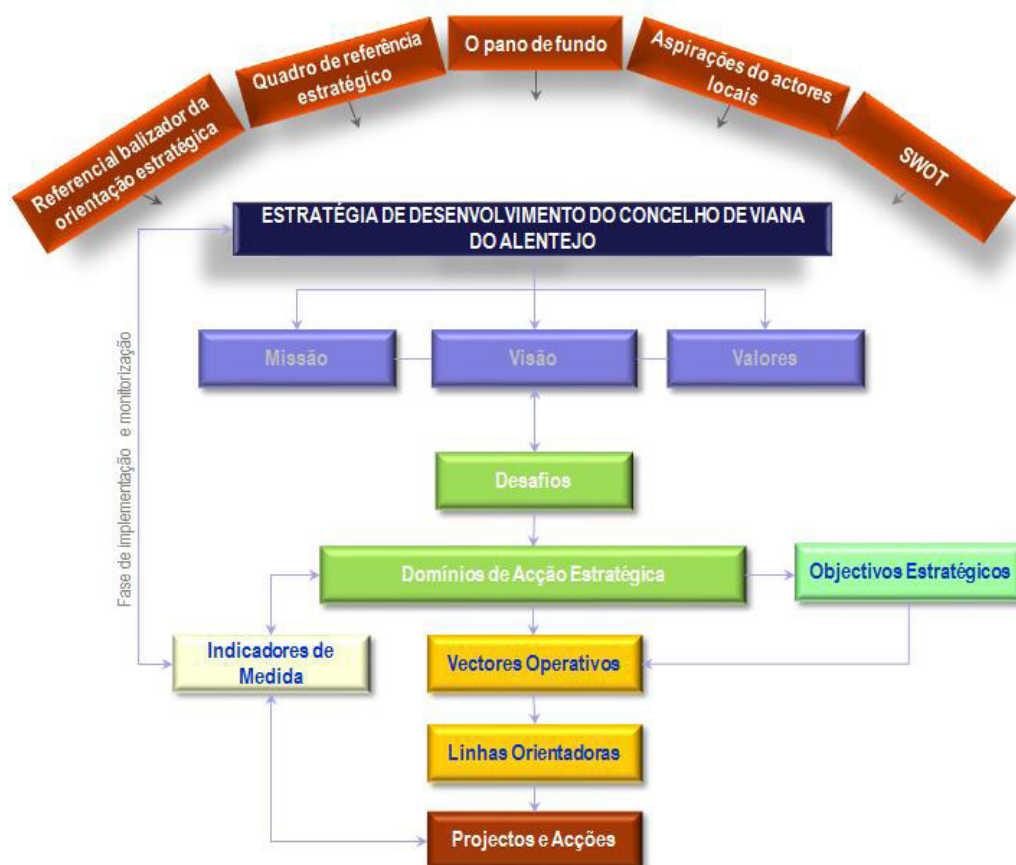 Referencial balizador da
orientação estratégica
Quadro de referência
estratégico
O pano de fundo
Aspirações do actores
locais
SWOT
ESTRATÉGIA DE DESENVOLVIMENTO DO CONCELHO DE VIANA
DO ALENTEJO
Missão
Visão
Valores
Fase de implementação e monitorização
Desafios
Domínios de Acção Estratégica
Objectivos Estratégicos
Indicadores de
Medida
Vectores Operativos
Linhas Orientadoras
Projectos e Acções